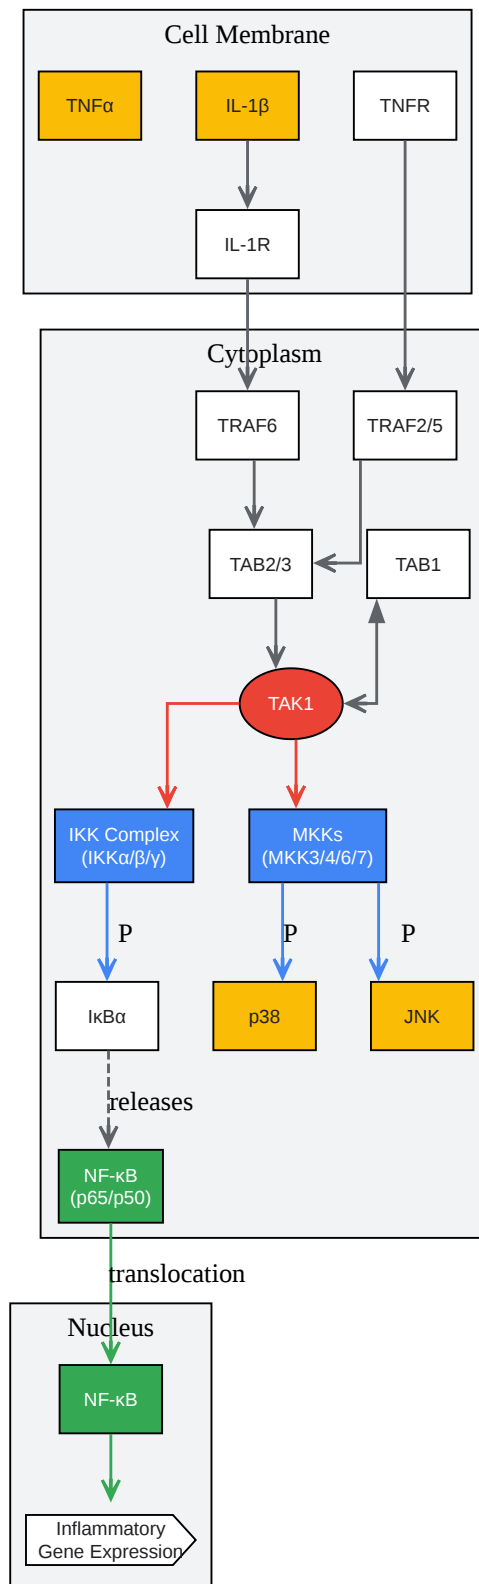 Cell Membrane
TNFα
IL-1β
TNFR
IL-1R
Cytoplasm
TRAF6
TRAF2/5
TAB2/3
TAB1
TAK1
IKK Complex
(IKKα/β/γ)
MKKs
(MKK3/4/6/7)
P
P
P
IκBα
p38
JNK
releases
NF-κB
(p65/p50)
translocation
Nucleus
NF-κB
Inflammatory
Gene Expression